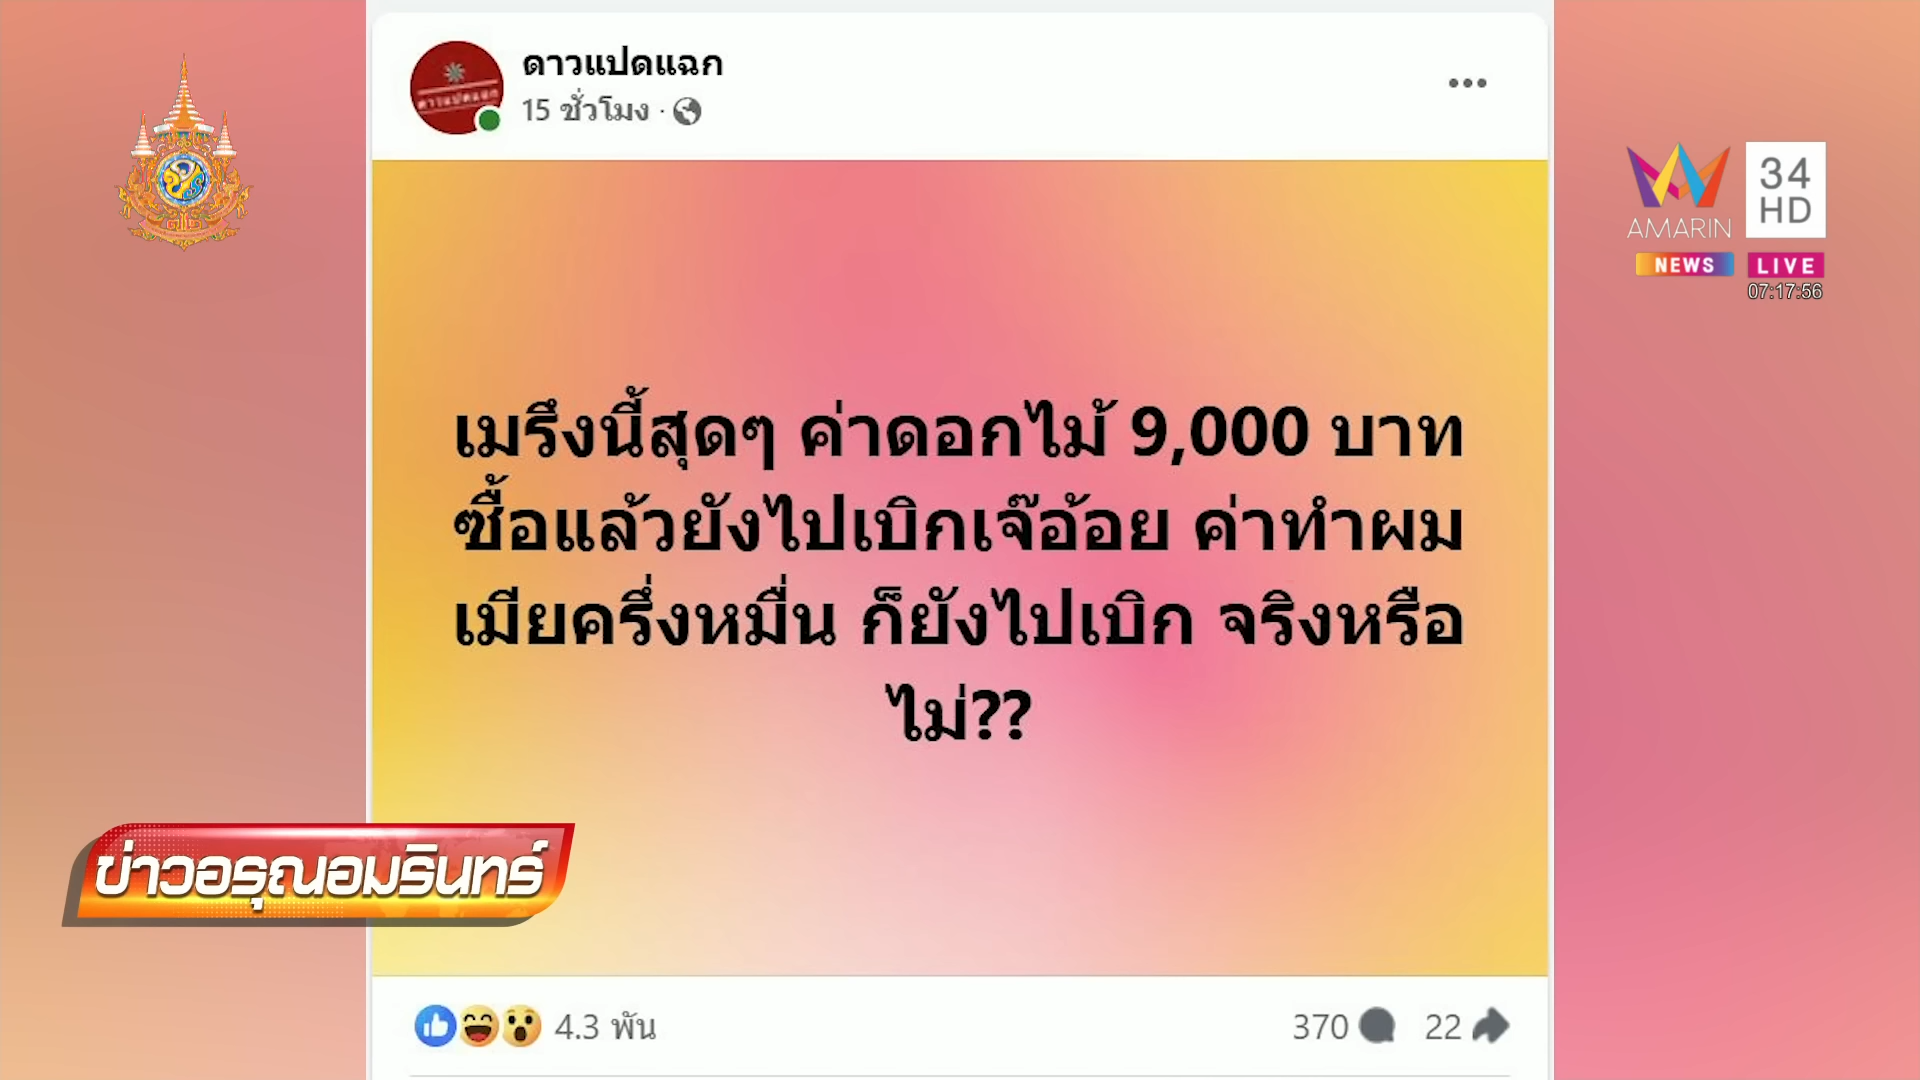 ดาวแปดแฉก
15 ชั่วโมง ·
AMARIN
34
HD
NEWS LIVE
07:17:56
เมรึงนี้สุดๆ ค่าดอกไม้ 9,000 บาท
ซื้อแล้วยังไปเบิกเจ๊อ้อย ค่าทำผม
เมียครึ่งหมื่น ก็ยังไปเบิก จริงหรือ
ไม่??
ข่าวอรุณอมรินทร์
4.3 พัน 370 22